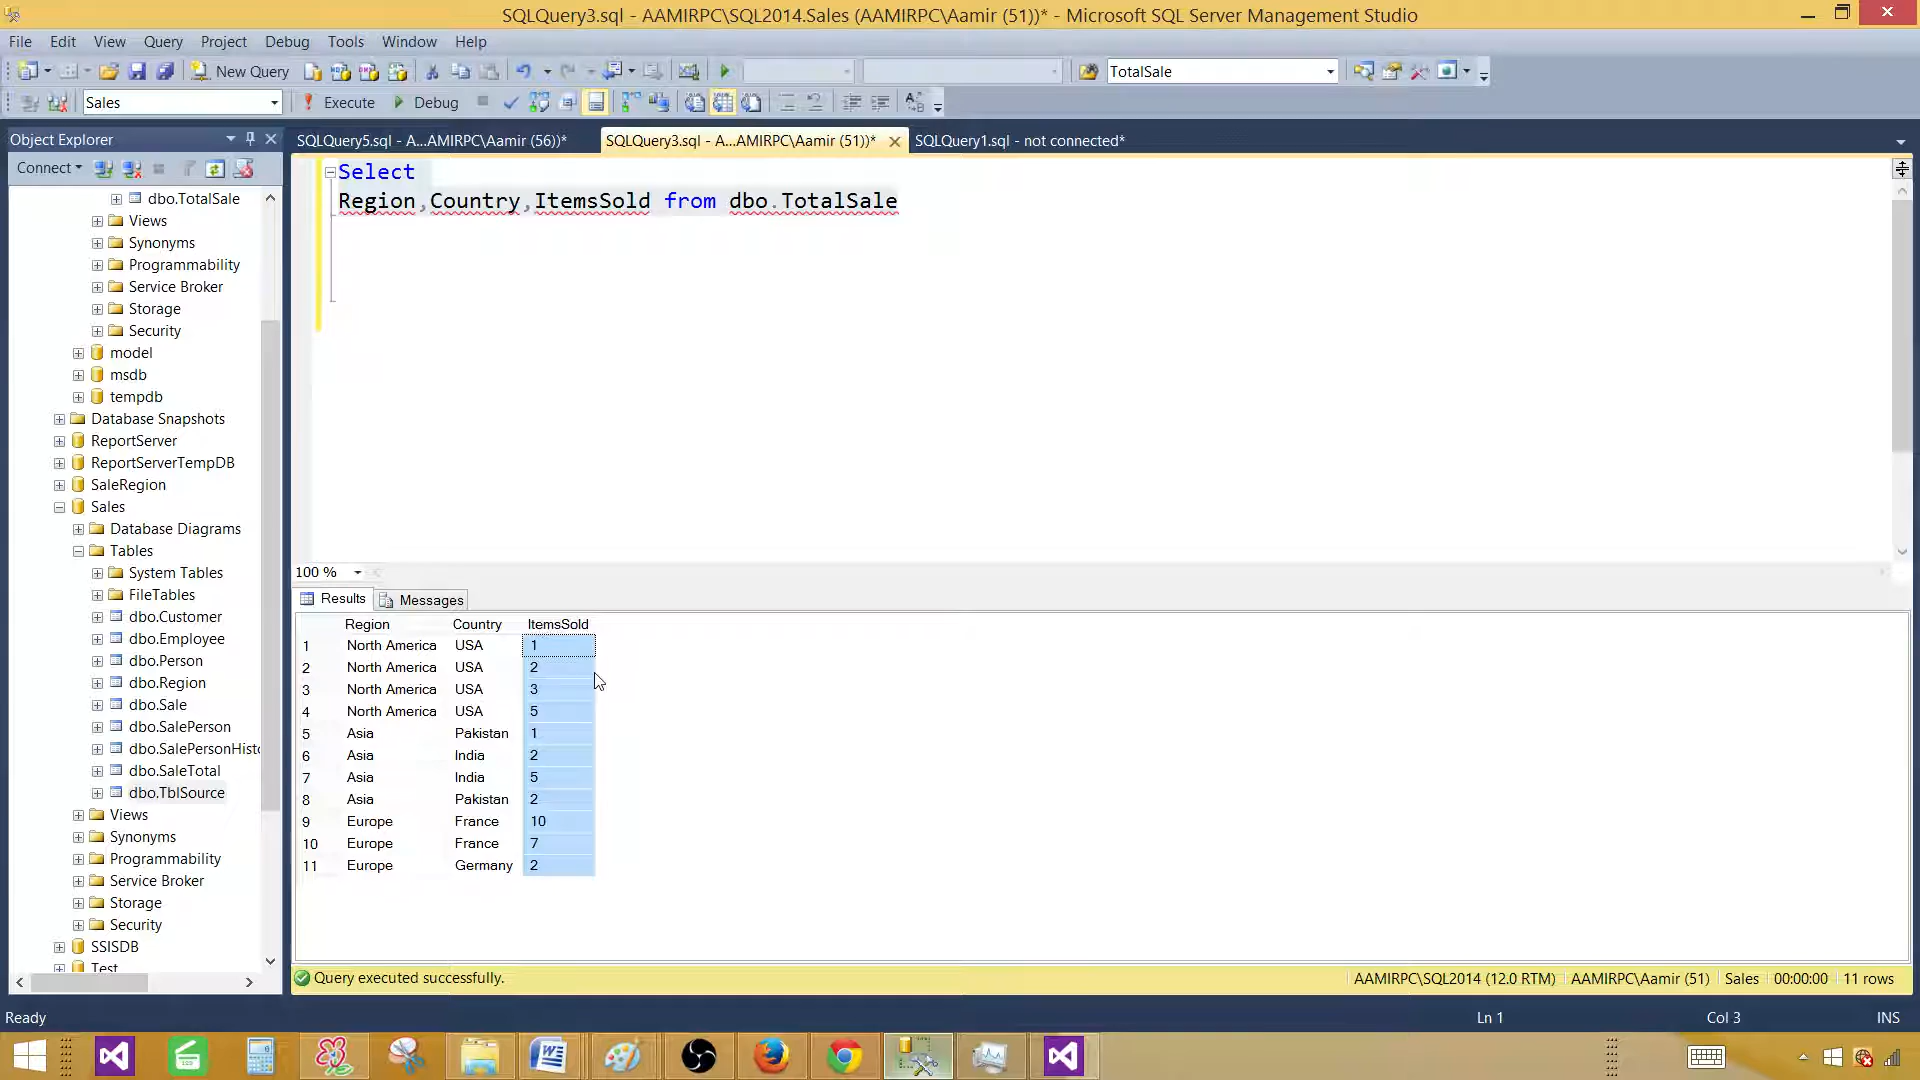 SQLQuery3.sql - AAMIRPC\SQL2014.Sales (AAMIRPC\Aamir (51))* - Microsoft SQL Server Management Studio
File Edit View Query Project Debug Tools Window Help
New Query TotalSale
Sales Execute Debug
Object Explorer
SQLQuery5.sql - A...AMIRPC\Aamir (56))* SQLQuery3.sql - A...AMIRPC\Aamir (51))* SQLQuery1.sql - not connected*
Connect
Select
Region,Country,ItemsSold from dbo.TotalSale
dbo.TotalSale
Views
Synonyms
Programmability
Service Broker
Storage
Security
model
msdb
tempdb
Database Snapshots
ReportServer
ReportServerTempDB
SaleRegion
Sales
Database Diagrams
Tables
System Tables
FileTables
dbo.Customer
dbo.Employee
dbo.Person
dbo.Region
dbo.Sale
dbo.SalePerson
dbo.SalePersonHisto
dbo.SaleTotal
dbo.TblSource
Views
Synonyms
Programmability
Service Broker
Storage
Security
SSISDB
Test
100 %
Results Messages
Region Country ItemsSold
1 North America USA 1
2 North America USA 2
3 North America USA 3
4 North America USA 5
5 Asia Pakistan 1
6 Asia India 2
7 Asia India 5
8 Asia Pakistan 2
9 Europe France 10
10 Europe France 7
11 Europe Germany 2
Query executed successfully. AAMIRPC\SQL2014 (12.0 RTM) AAMIRPC\Aamir (51) Sales 00:00:00 11 rows
Ready Ln 1 Col 3 INS